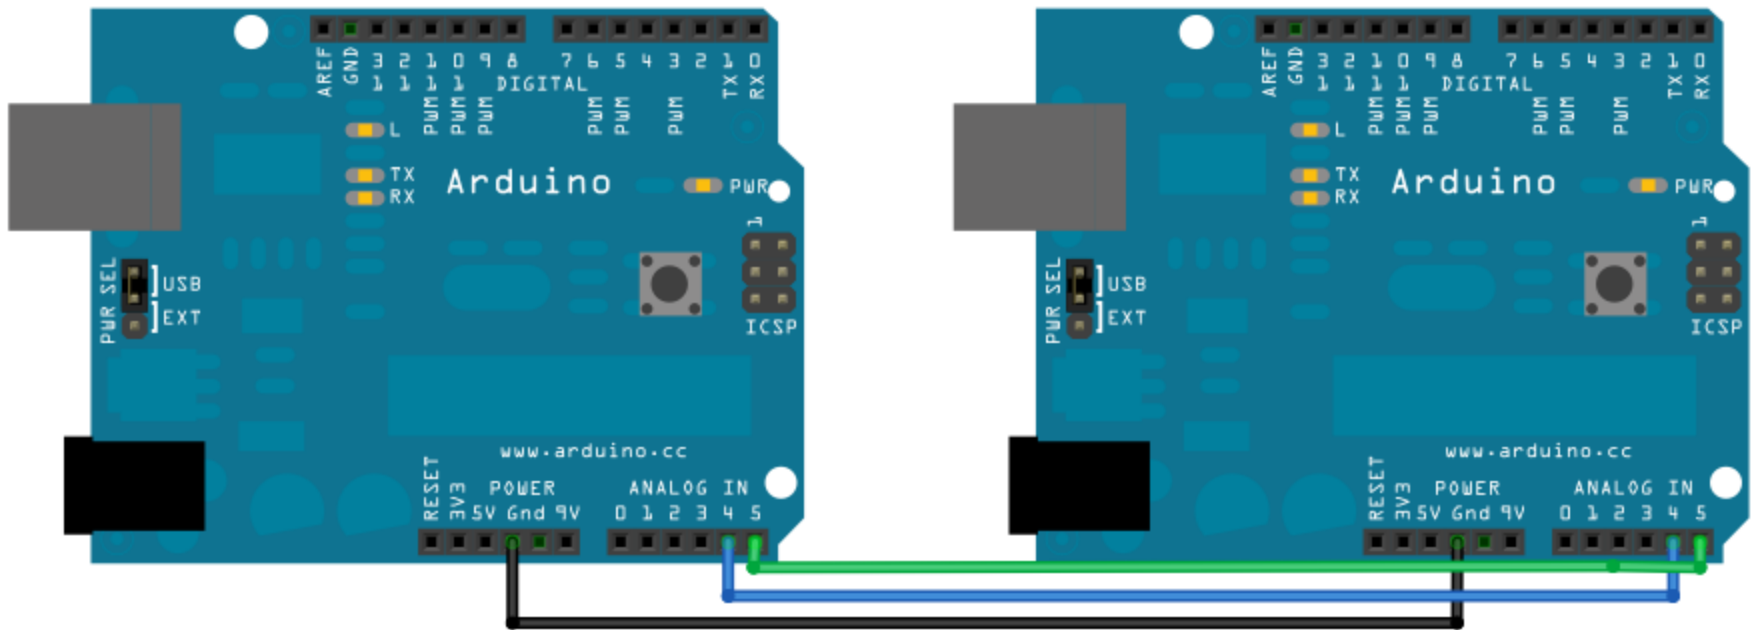 AREF GND 13 12 11 10 9 8 7 6 5 4 3 2 1 0
TX RX
DIGITAL
PWM PWM PWM PWM PWM PWM
L
TX
RX
Arduino
PWR
1
PWR SEL
USB
EXT
ICSP
www.arduino.cc
POWER
ANALOG IN
RESET 3V3 5V Gnd 9V 0 1 2 3 4 5
AREF GND 13 12 11 10 9 8 7 6 5 4 3 2 1 0
TX RX
DIGITAL
PWM PWM PWM PWM PWM PWM
L
TX
RX
Arduino
PWR
1
PWR SEL
USB
EXT
ICSP
www.arduino.cc
POWER
ANALOG IN
RESET 3V3 5V Gnd 9V 0 1 2 3 4 5